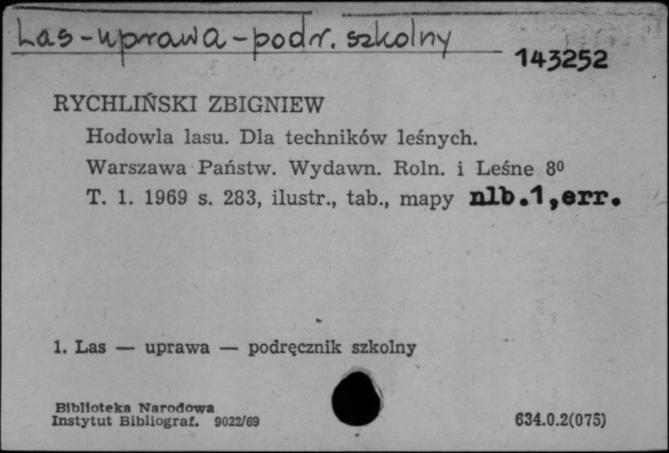 Las - uprawa - podr. szkolny
143252
RYCHLIŃSKI ZBIGNIEW
Hodowla lasu. Dla techników leśnych.
Warszawa Państw. Wydawn. Roln. i Leśne 8⁰
T. 1. 1969 s. 283, ilustr., tab., mapy nlb.1,err.
1. Las — uprawa — podręcznik szkolny
Biblioteka Narodowa
Instytut Bibliograf. 9022/69
634.0.2(075)